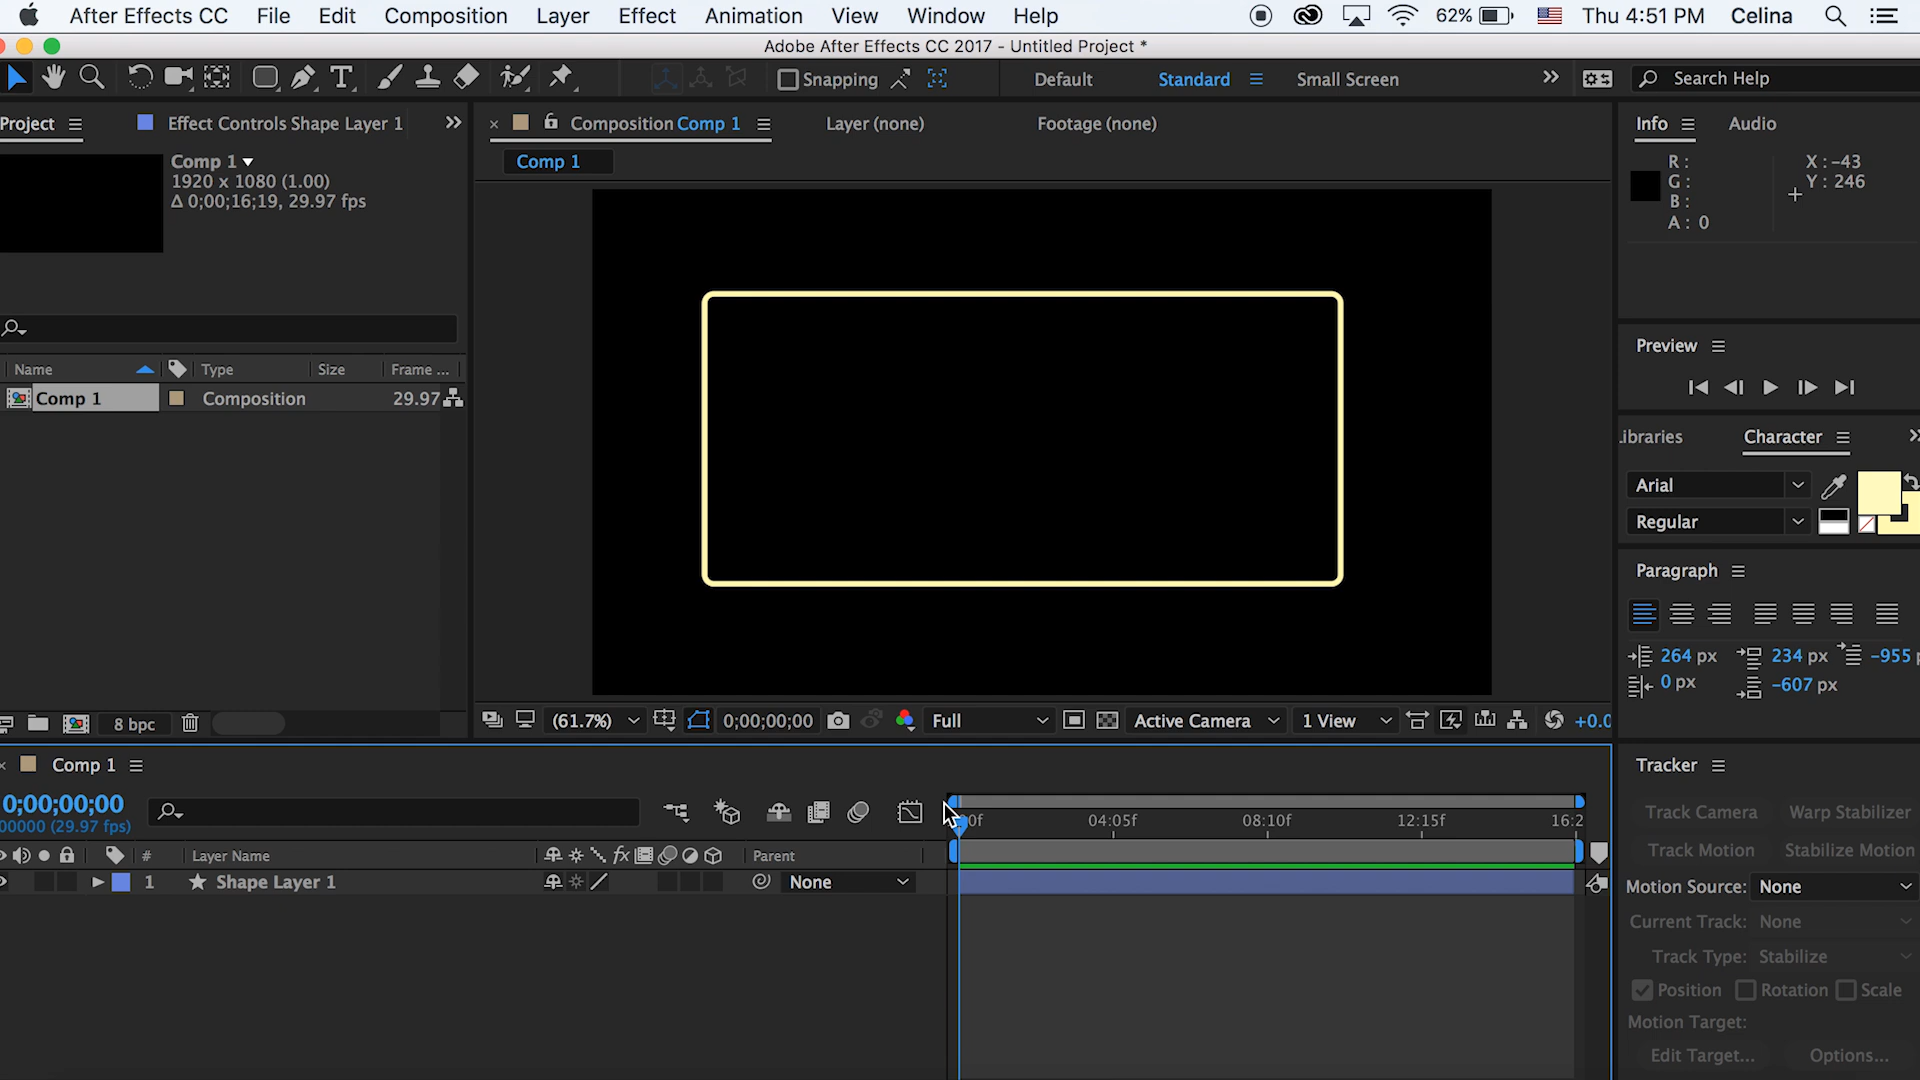 After Effects CC File Edit Composition Layer Effect Animation View Window Help 62% Thu 4:51 PM Celina
Adobe After Effects CC 2017 - Untitled Project *
Snapping Default Standard Small Screen Search Help
Project Effect Controls Shape Layer 1 Composition Comp 1 Layer (none) Footage (none) Info Audio
Comp 1
1920 x 1080 (1.00)
Δ 0;00;16;19, 29.97 fps
Comp 1
R :
G :
B :
A : 0
X : -43
Y : 246
Preview
Name Type Size Frame ...
Comp 1 Composition 29.97
Libraries Character
Arial
Regular
Paragraph
264 px 234 px -955 p
0 px -607 px
8 bpc (61.7%) 0;00;00;00 Full Active Camera 1 View +0.0
Comp 1
0;00;00;00
00000 (29.97 fps)
00f 04:05f 08:10f 12:15f 16:2
# Layer Name fx Parent
1 Shape Layer 1 None
Tracker
Track Camera Warp Stabilizer
Track Motion Stabilize Motion
Motion Source: None
Current Track: None
Track Type: Stabilize
Position Rotation Scale
Motion Target:
Edit Target... Options...